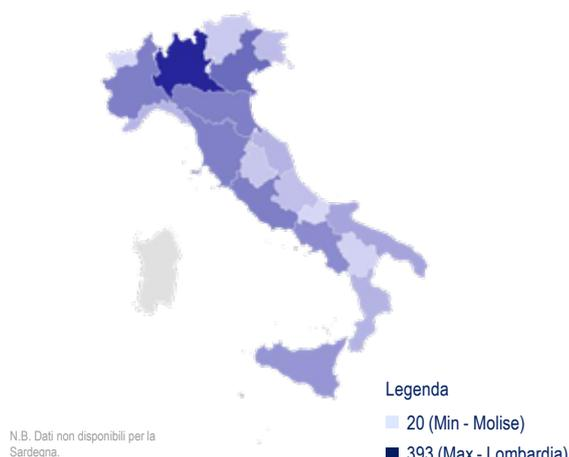 Legenda
20 (Min - Molise)
393 (Max - Lombardia)
N.B. Dati non disponibili per la
Sardegna.